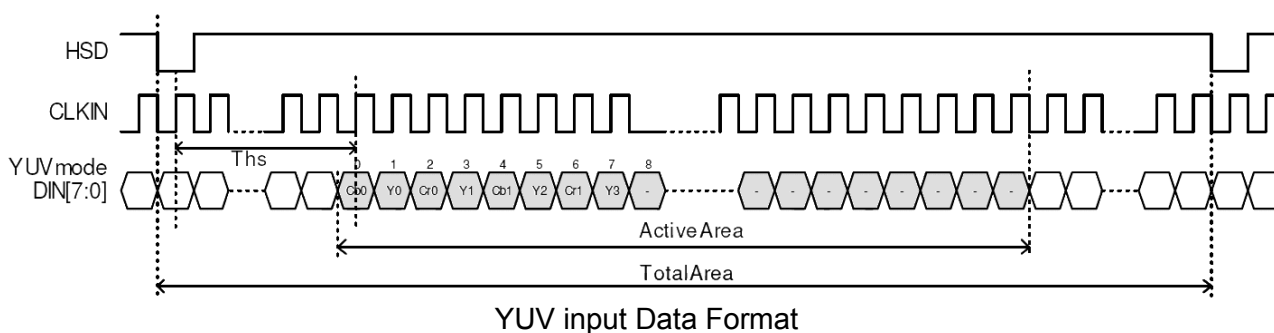 HSD
CLKIN
Ths
YUV mode
DIN[7:0]
0 1 2 3 4 5 6 7 8
Cb0 Y0 Cr0 Y1 Cb1 Y2 Cr1 Y3 - - - - - - - - -
ActiveArea
TotalArea
YUV input Data Format